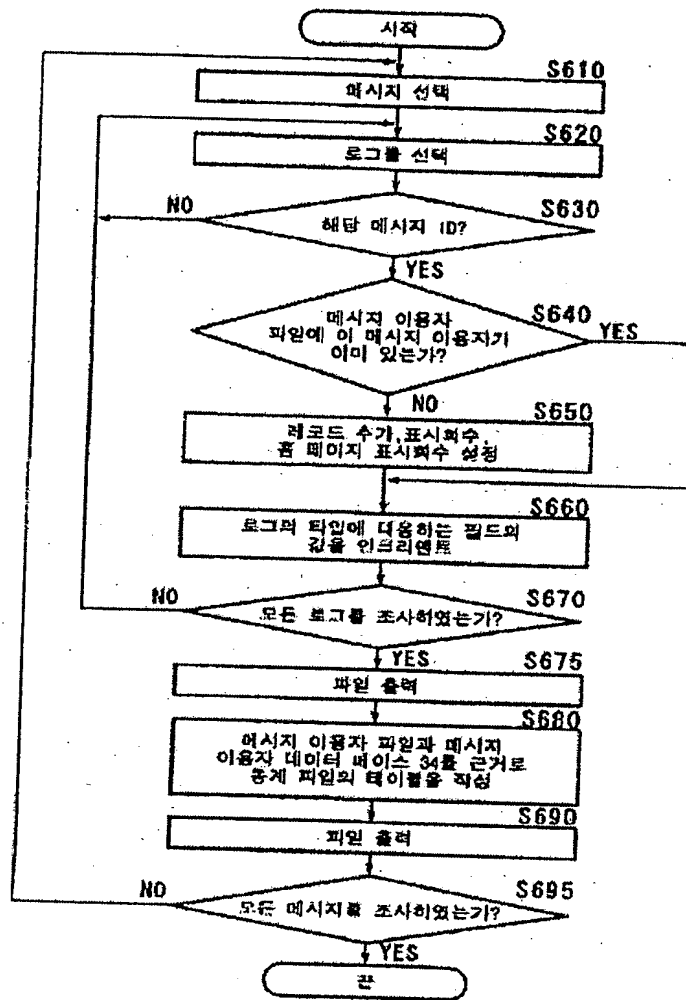 시작
S610
메시지 선택
S620
로그를 선택
NO
S630
해당 메시지 ID?
YES
S640
메시지 이용자
파일에 이 메시지 이용자가
이미 있는가?
YES
NO
S650
레코드 추가,표시회수,
홈 페이지 표시회수 설정
S660
로그의 타입에 대응하는 필드의
값을 인크리멘트
NO
S670
모든 로그를 조사하였는가?
YES
S675
파일 출력
S680
메시지 이용자 파일과 메시지
이용자 데이터 베이스 34를 근거로
통계 파일의 테이블을 작성
S690
파일 출력
NO
S695
모든 메시지를 조사하였는가?
YES
끝